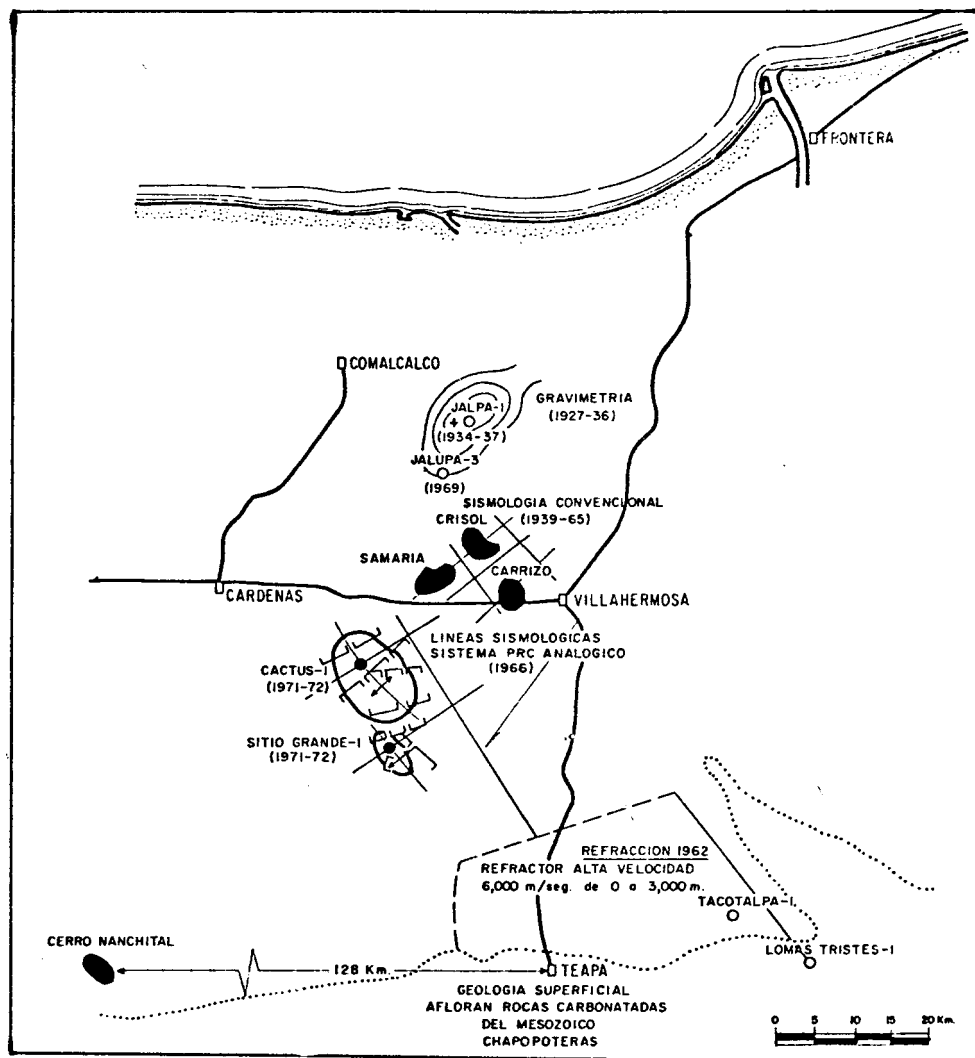 FRONTERA
COMALCALCO
GRAVIMETRIA
(1927-36)
JALPA-1
(1934-37)
JALUPA-3
(1969)
SISMOLOGIA CONVENCIONAL
(1939-65)
CRISOL
SAMARIA
CARRIZO
CARDENAS
VILLAHERMOSA
LINEAS SISMOLOGICAS
SISTEMA PRC ANALOGICO
(1966)
CACTUS-1
(1971-72)
SITIO GRANDE-1
(1971-72)
REFRACCION 1962
REFRACTOR ALTA VELOCIDAD
6,000 m/seg. de 0 a 3,000 m.
TACOTALPA-1.
LOMAS TRISTES-1
CERRO NANCHITAL
128 Km.
TEAPA
GEOLOGIA SUPERFICIAL
AFLORAN ROCAS CARBONATADAS
DEL MESOZOICO
CHAPOPOTERAS
0 5 10 15 20 Km.